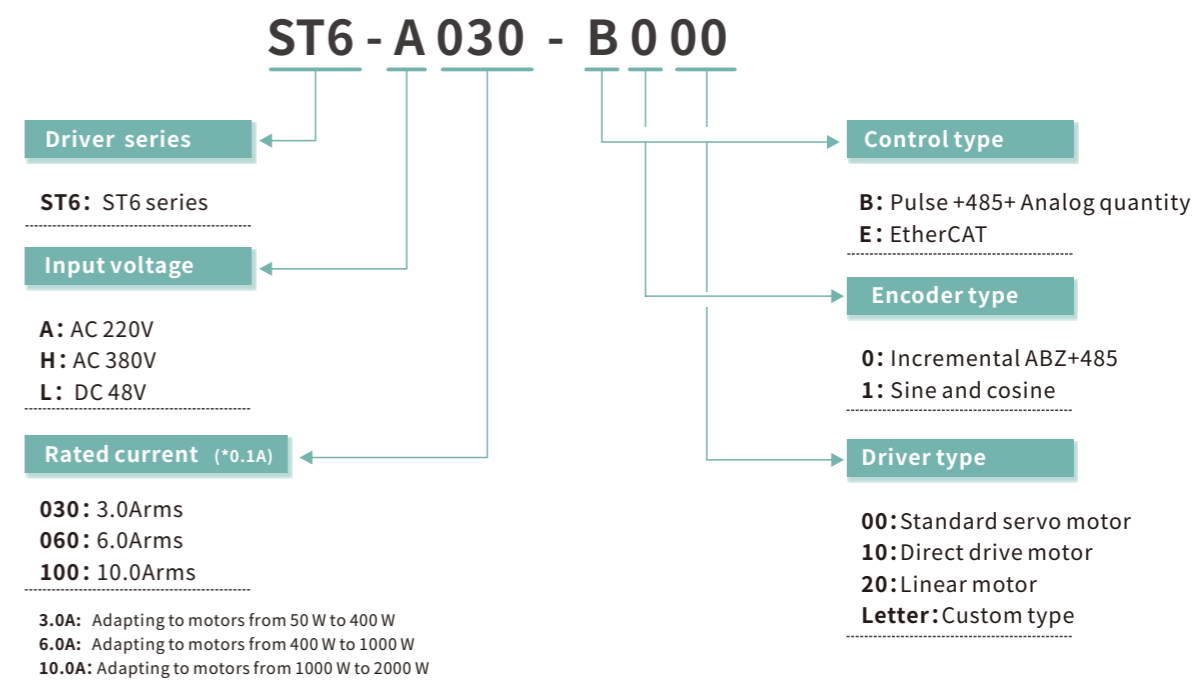 ST6 - A 030 - B 0 00
Driver series
ST6: ST6 series
Input voltage
A: AC 220V
H: AC 380V
L: DC 48V
Rated current (*0.1A)
030: 3.0Arms
060: 6.0Arms
100: 10.0Arms
3.0A: Adapting to motors from 50 W to 400 W
6.0A: Adapting to motors from 400 W to 1000 W
10.0A: Adapting to motors from 1000 W to 2000 W
Control type
B: Pulse +485+ Analog quantity
E: EtherCAT
Encoder type
0: Incremental ABZ+485
1: Sine and cosine
Driver type
00:Standard servo motor
10:Direct drive motor
20:Linear motor
Letter:Custom type